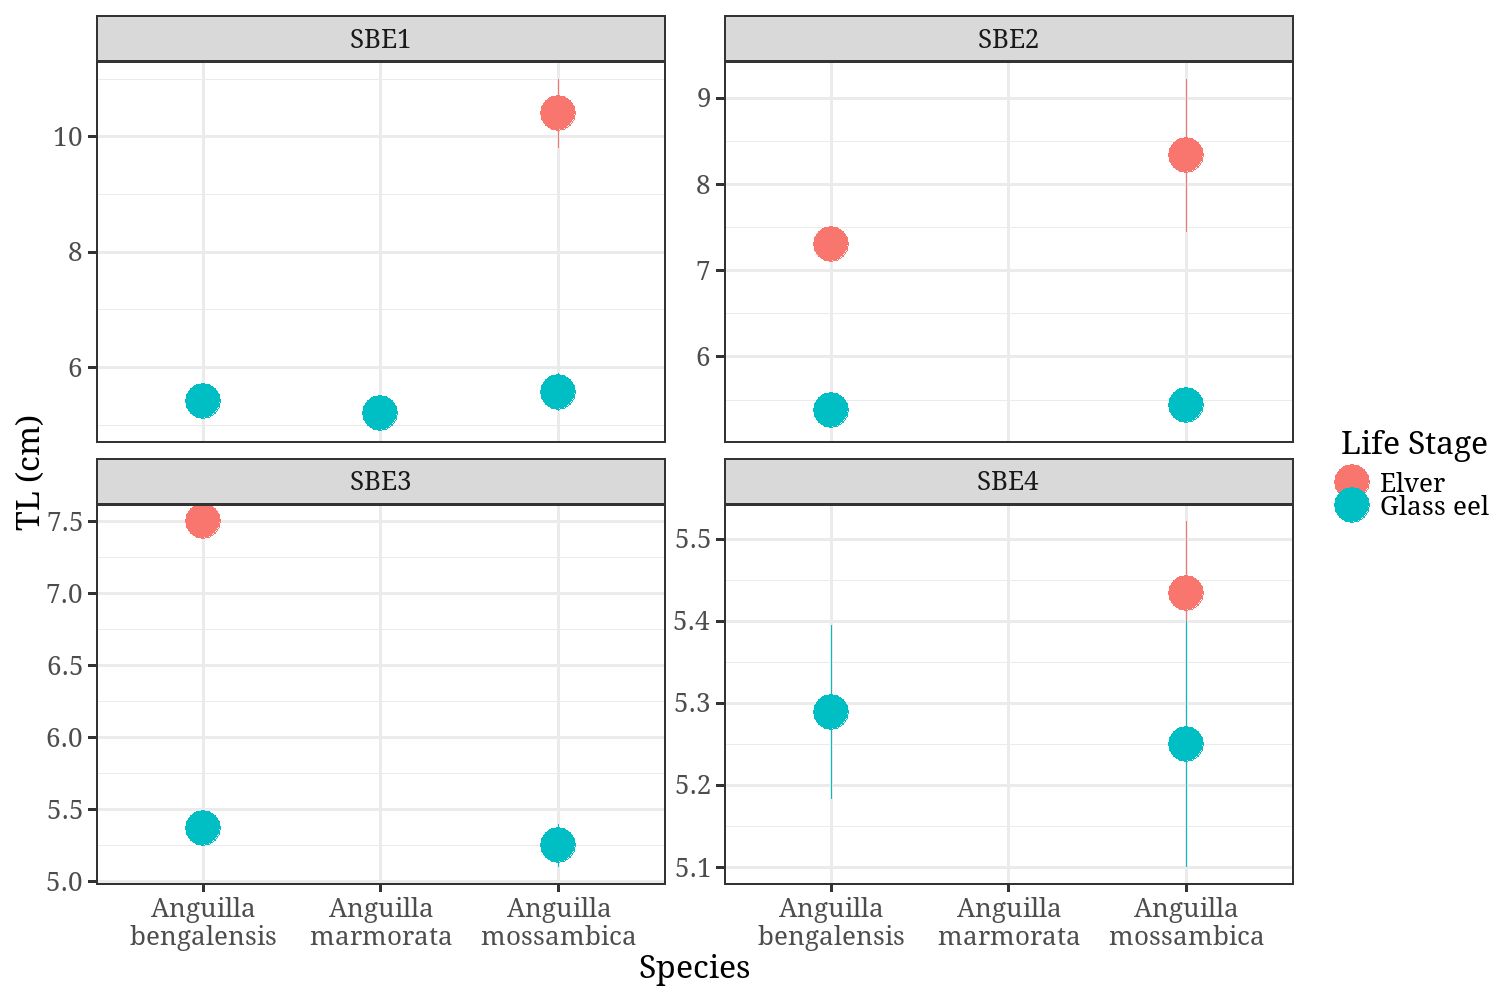 SBE1
SBE2
10
8
6
9
8
7
6
SBE3
SBE4
7.5
7.0
6.5
6.0
5.5
5.0
5.5
5.4
5.3
5.2
5.1
TL (cm)
Anguilla
bengalensis
Anguilla
marmorata
Anguilla
mossambica
Anguilla
bengalensis
Anguilla
marmorata
Anguilla
mossambica
Species
Life Stage
Elver
Glass eel